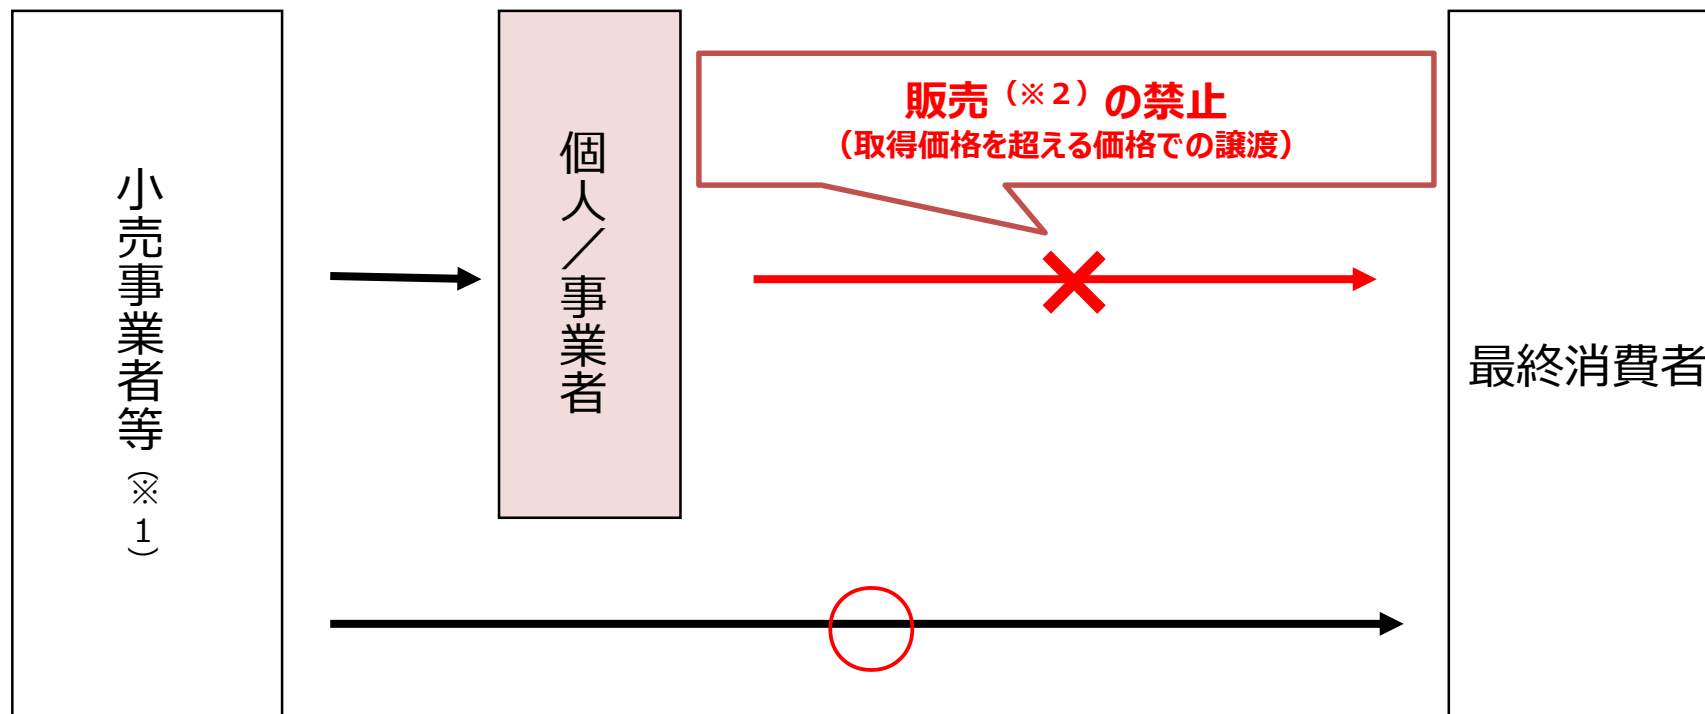 小売事業者等（※１）
個人／事業者
販売（※２）の禁止
（取得価格を超える価格での譲渡）
最終消費者